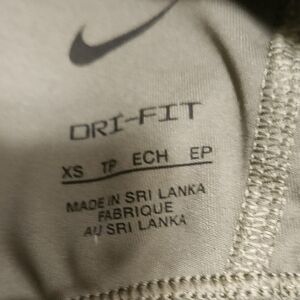 DRI-FIT
XS TP ECH EP
MADE IN SRI LANKA
FABRIQUE
AU SRI LANKA